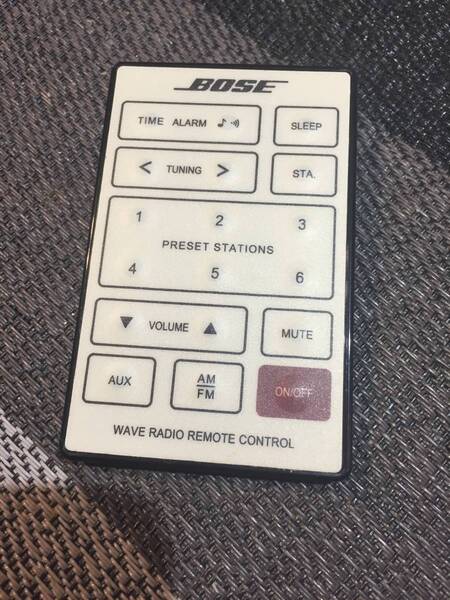 BOSE
TIME ALARM SLEEP
< TUNING > STA.
1 2 3
PRESET STATIONS
4 5 6
▼ VOLUME ▲ MUTE
AUX AM FM ON/OFF
WAVE RADIO REMOTE CONTROL